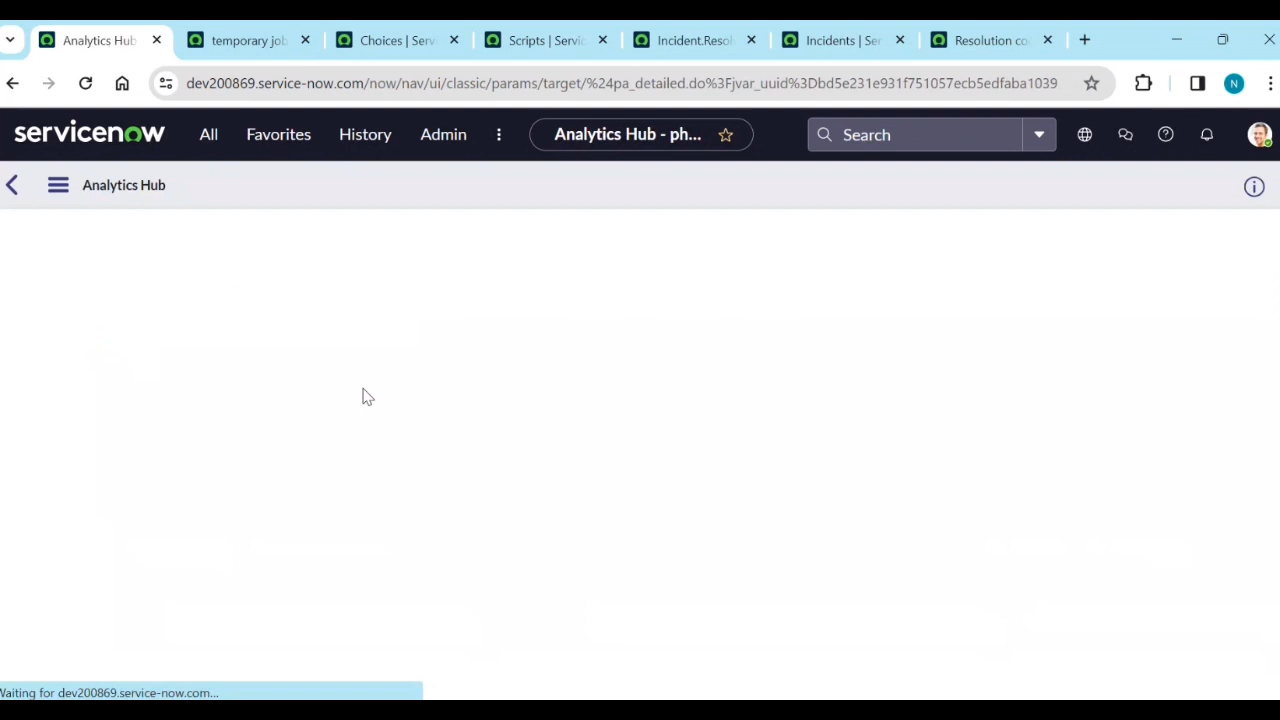 Analytics Hub
temporary job
Choices | Servi
Scripts | Servic
Incident.Resol
Incidents | Ser
Resolution co
dev200869.service-now.com/now/nav/ui/classic/params/target/%24pa_detailed.do%3Fjvar_uuid%3Dbd5e231e931f751057ecb5edfaba1039
N
servicenow
All
Favorites
History
Admin
Analytics Hub - ph...
Search
Analytics Hub
Waiting for dev200869.service-now.com...